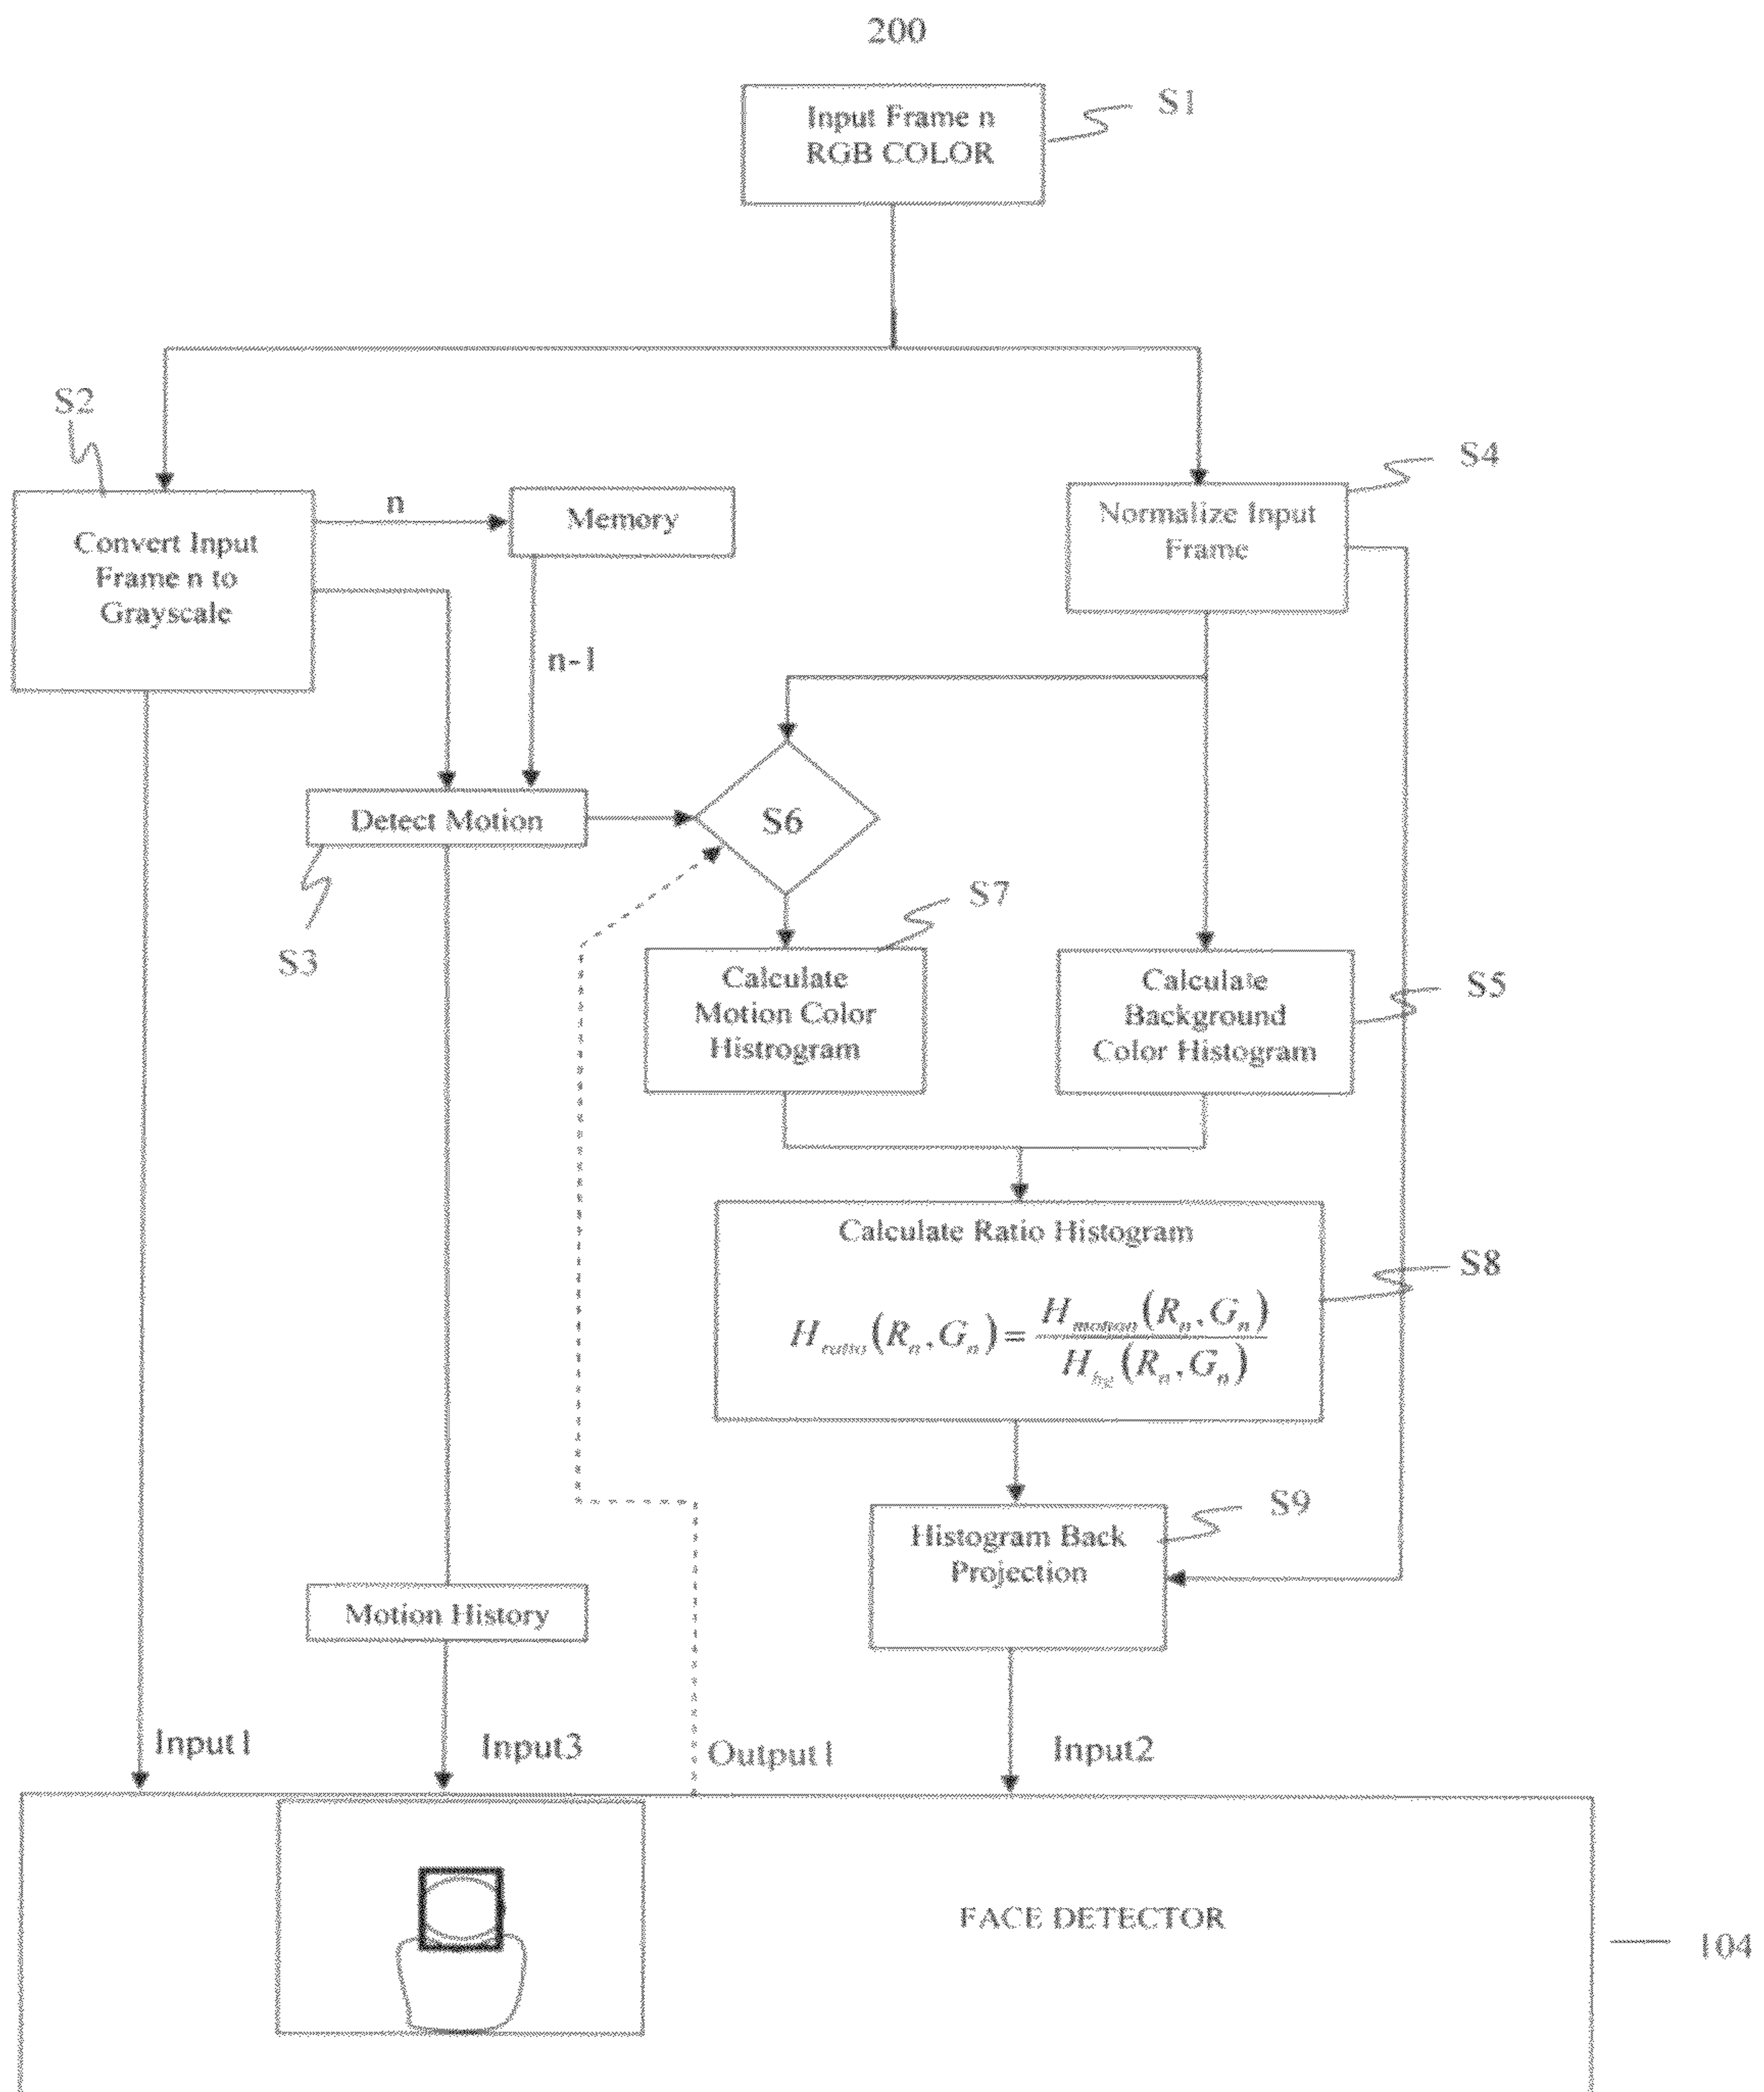 200
Input Frame n
RGB COLOR
S1
S2
S4
Convert Input
Frame n to
Grayscale
n
Memory
Normalize Input
Frame
n-1
Detect Motion
S6
S3
S7
Calculate
Motion Color
Histrogram
Calculate
Background
Color Histogram
S5
Calculate Ratio Histogram
S8
H_ratio(R_n, G_n) = H_motion(R_n, G_n) / H_bg(R_n, G_n)
Histogram Back
Projection
S9
Motion History
Input1
Input3
Output1
Input2
FACE DETECTOR
104